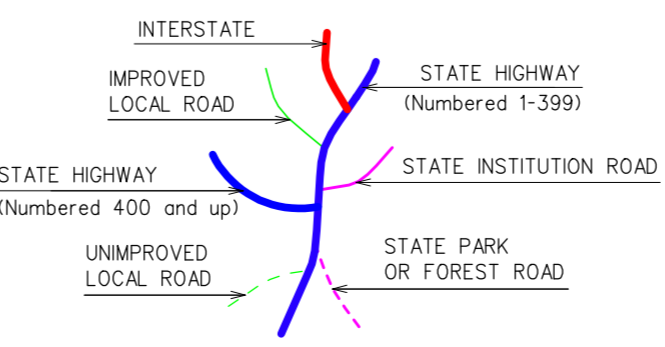 INTERSTATE
IMPROVED
LOCAL ROAD
STATE HIGHWAY
(Numbered 1-399)
STATE HIGHWAY
(Numbered 400 and up)
STATE INSTITUTION ROAD
UNIMPROVED
LOCAL ROAD
STATE PARK
OR FOREST ROAD